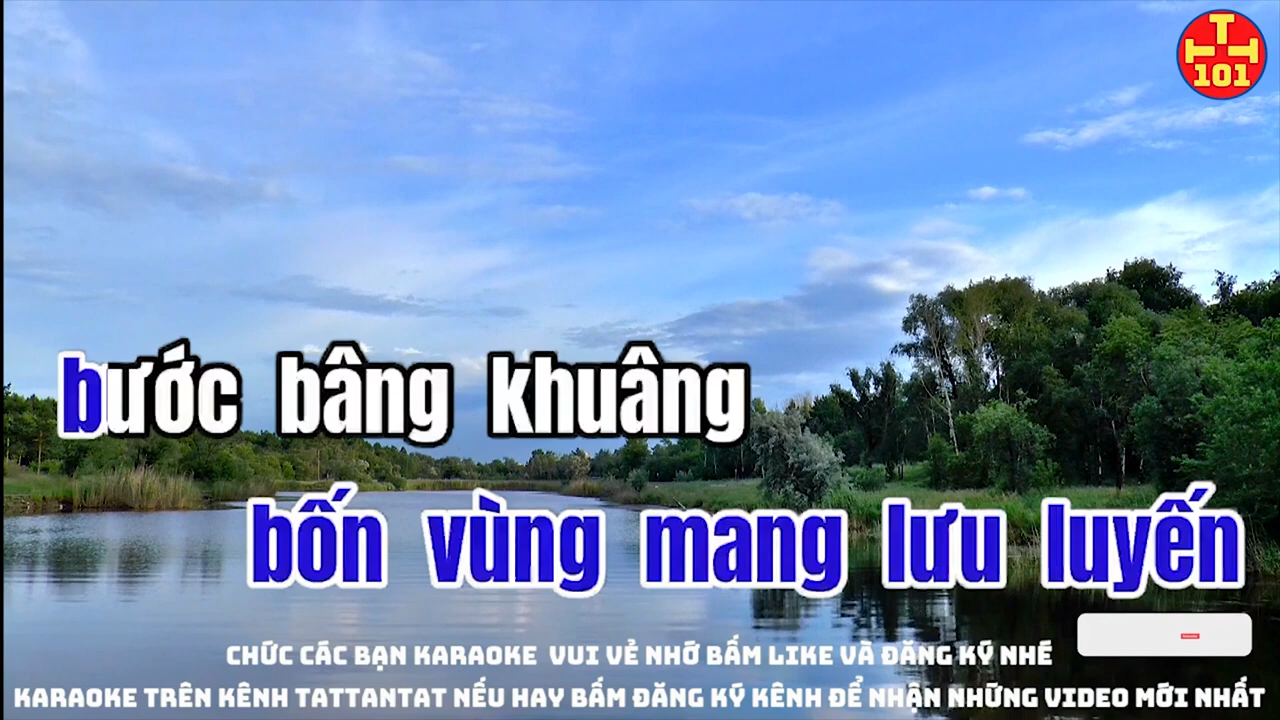 T
T T
101
bước bâng khuâng
bốn vùng mang lưu luyến
CHỨC CÁC BẠN KARAOKE VUI VẺ NHỚ BẤM LIKE VÀ ĐĂNG KÝ NHÉ
KARAOKE TRÊN KÊNH TATTANTAT NẾU HAY BẤM ĐĂNG KÝ KÊNH ĐỂ NHẬN NHỮNG VIDEO MỚI NHẤT